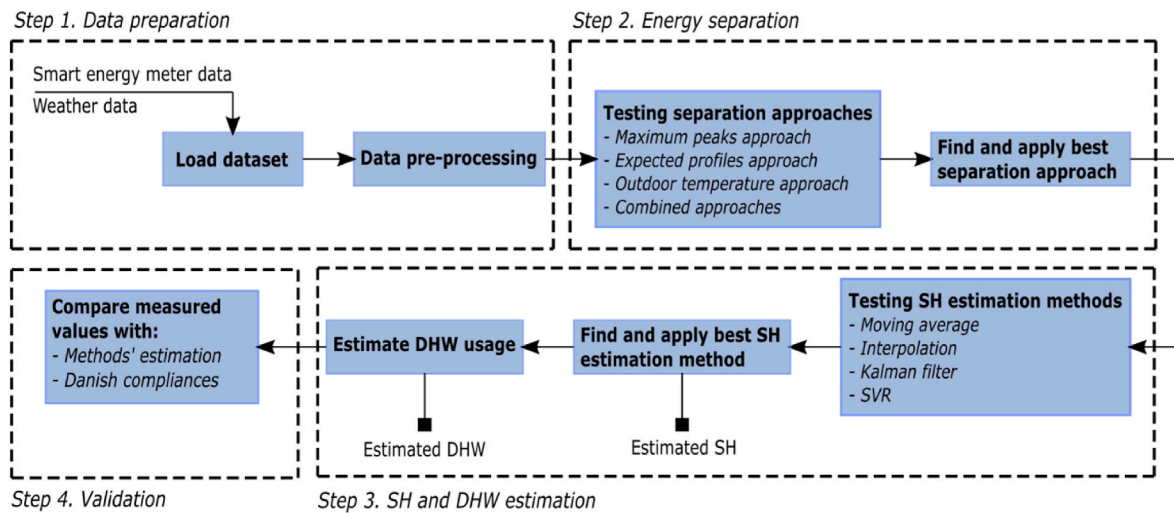 Step 1. Data preparation
Smart energy meter data
Weather data
Load dataset
Data pre-processing
Step 2. Energy separation
Testing separation approaches
- Maximum peaks approach
- Expected profiles approach
- Outdoor temperature approach
- Combined approaches
Find and apply best
separation approach
Testing SH estimation methods
- Moving average
- Interpolation
- Kalman filter
- SVR
Find and apply best SH
estimation method
Estimated SH
Estimate DHW usage
Estimated DHW
Step 3. SH and DHW estimation
Compare measured
values with:
- Methods' estimation
- Danish compliances
Step 4. Validation